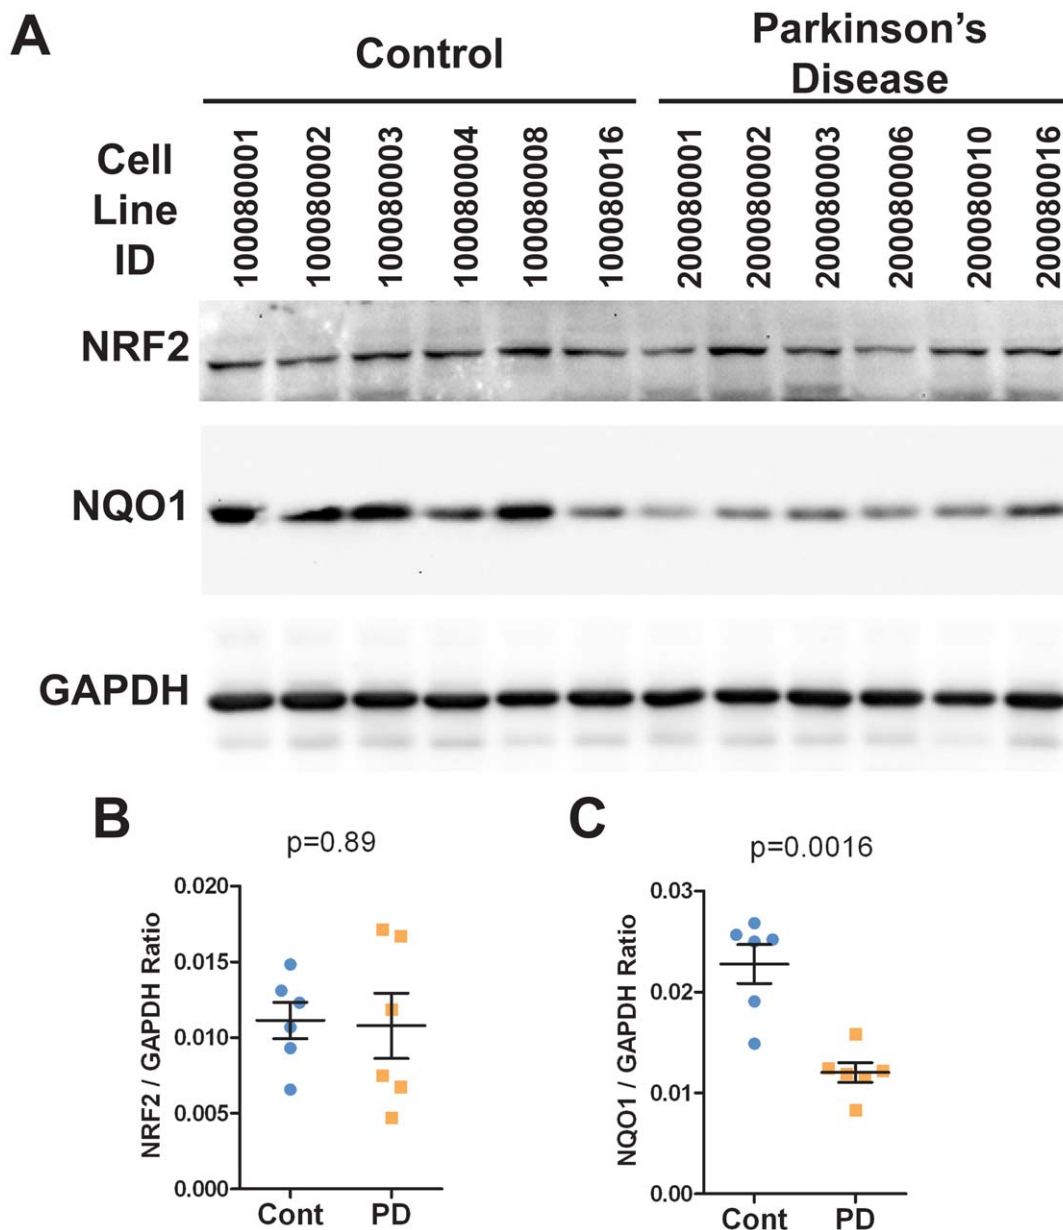 A
Control
Parkinson's
Disease
Cell
Line
ID
100080001
100080002
100080003
100080004
100080008
100080016
200080001
200080002
200080003
200080006
200080010
200080016
NRF2
NQO1
GAPDH
B
p=0.89
NRF2 / GAPDH Ratio
0.020
0.015
0.010
0.005
0.000
Cont
PD
C
p=0.0016
NQO1 / GAPDH Ratio
0.03
0.02
0.01
0.00
Cont
PD